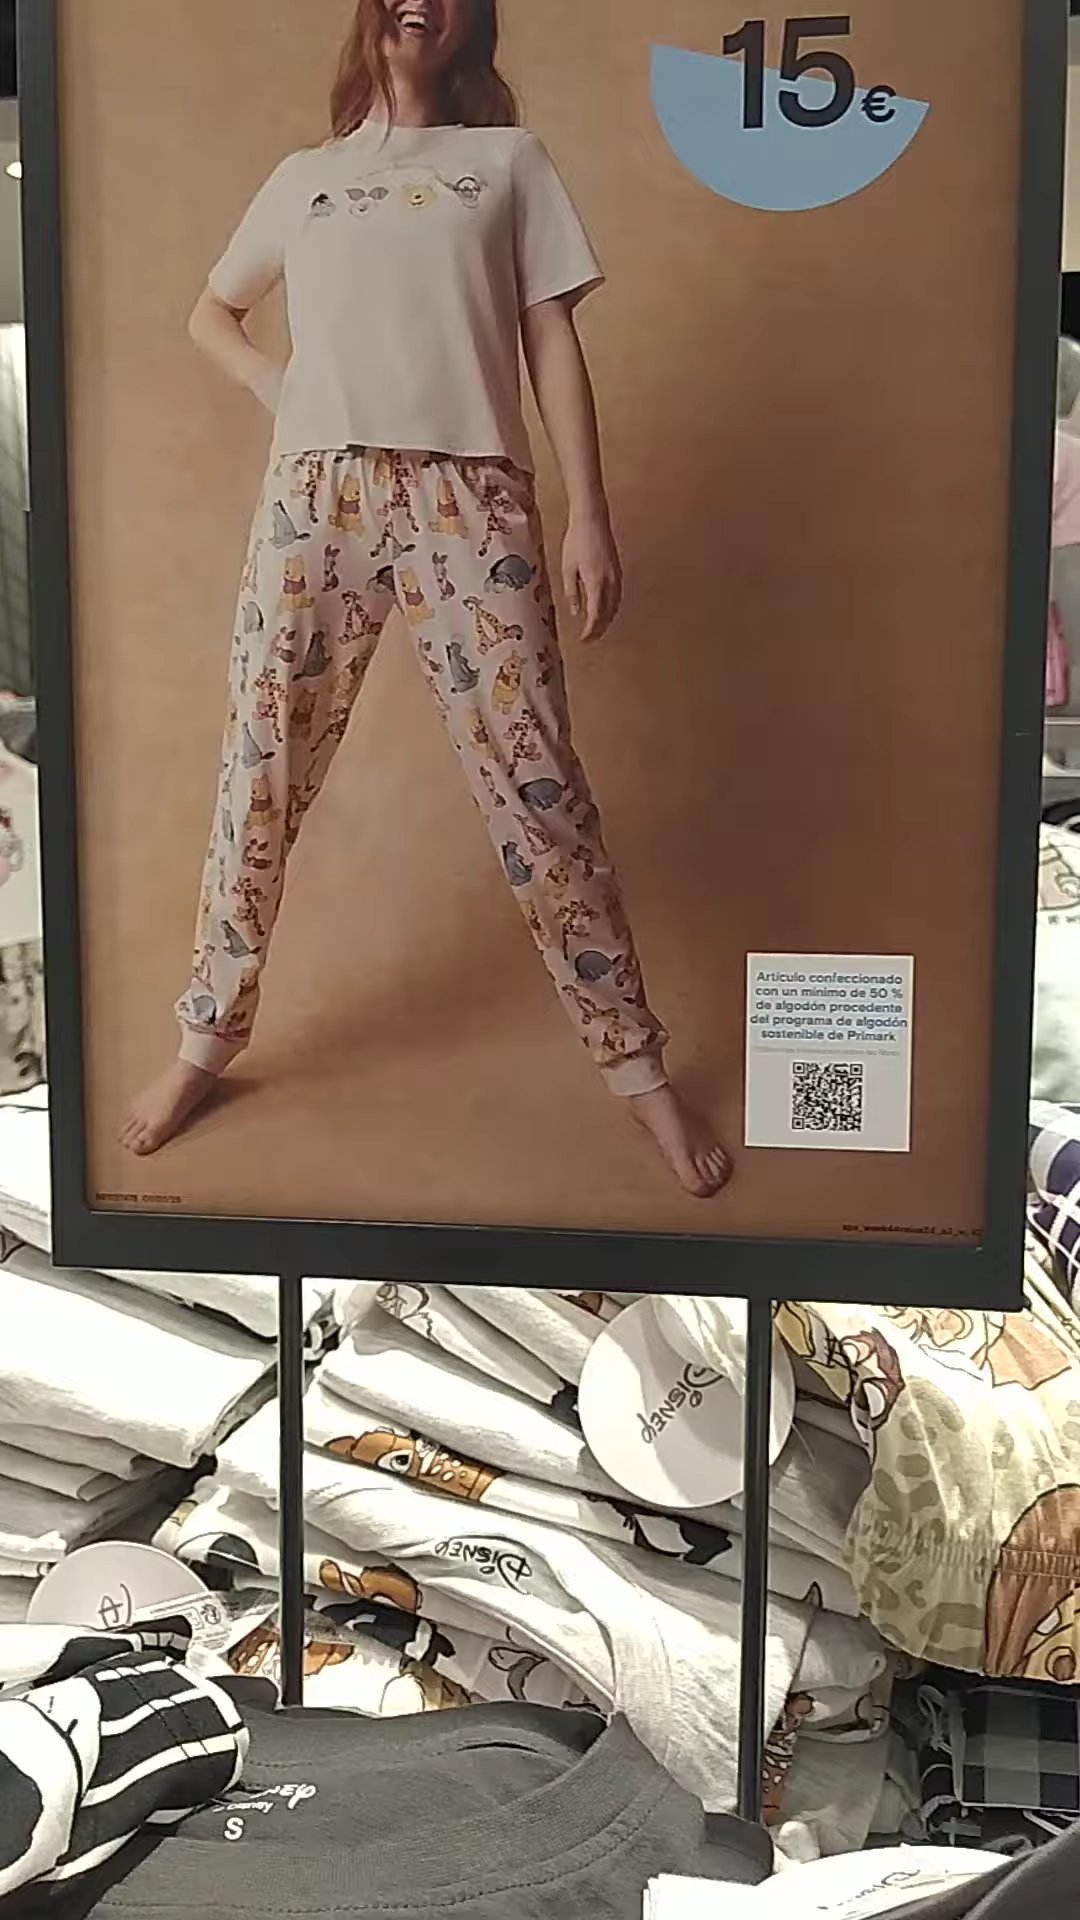 15€
Artículo confeccionado
con un mínimo de 50 %
de algodón procedente
del programa de algodón
sostenible de Primark
Disney
Disney
Disney
S